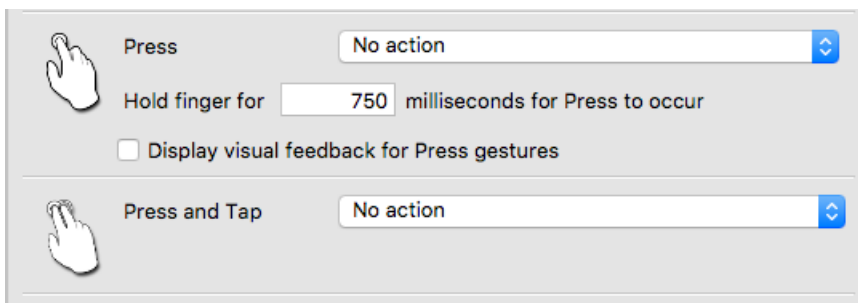 Press No action
Hold finger for 750 milliseconds for Press to occur
Display visual feedback for Press gestures
Press and Tap No action